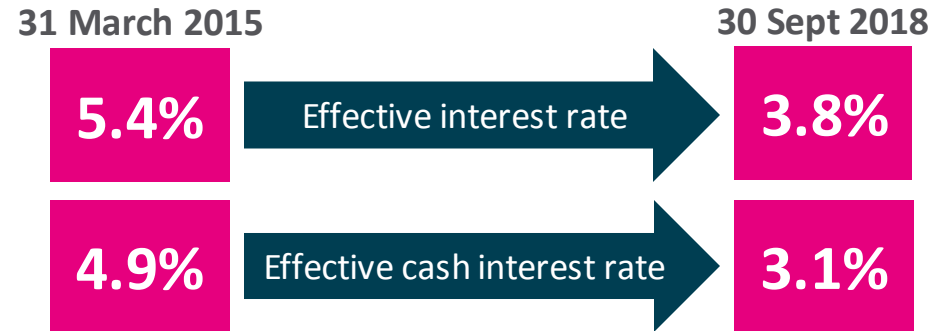 31 March 2015 30 Sept 2018
5.4% Effective interest rate 3.8%
4.9% Effective cash interest rate 3.1%